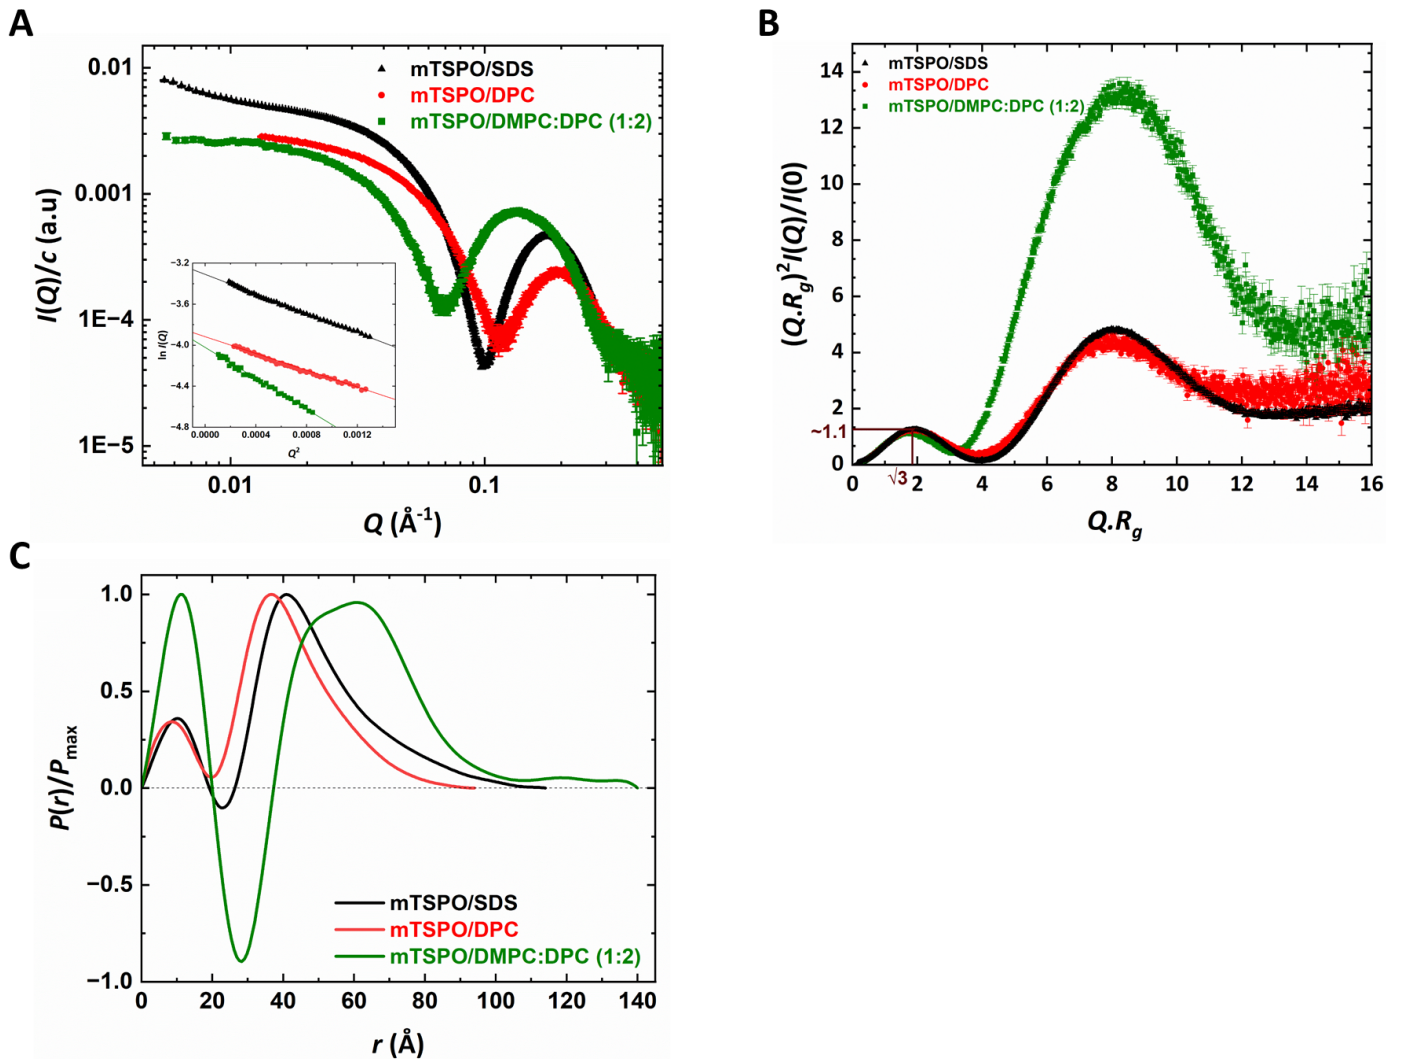 A
I(Q)/c (a.u)
0.01
0.001
1E−4
1E−5
0.01
0.1
Q (Å-1)
mTSPO/SDS
mTSPO/DPC
mTSPO/DMPC:DPC (1:2)
ln I(Q)
−3.2
−3.6
−4.0
−4.4
−4.8
0.0000
0.0004
0.0008
0.0012
Q2
B
(Q.Rg)2I(Q)/I(0)
14
12
10
8
6
4
2
0
~1.1
√3
0 2 4 6 8 10 12 14 16
Q.Rg
mTSPO/SDS
mTSPO/DPC
mTSPO/DMPC:DPC (1:2)
C
P(r)/Pmax
1.0
0.5
0.0
−0.5
−1.0
0 20 40 60 80 100 120 140
r (Å)
mTSPO/SDS
mTSPO/DPC
mTSPO/DMPC:DPC (1:2)